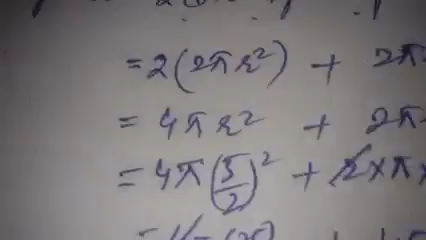 =2(2πr²) + 2π
= 4πr² + 2π
= 4π(5/2)² + 2×π×